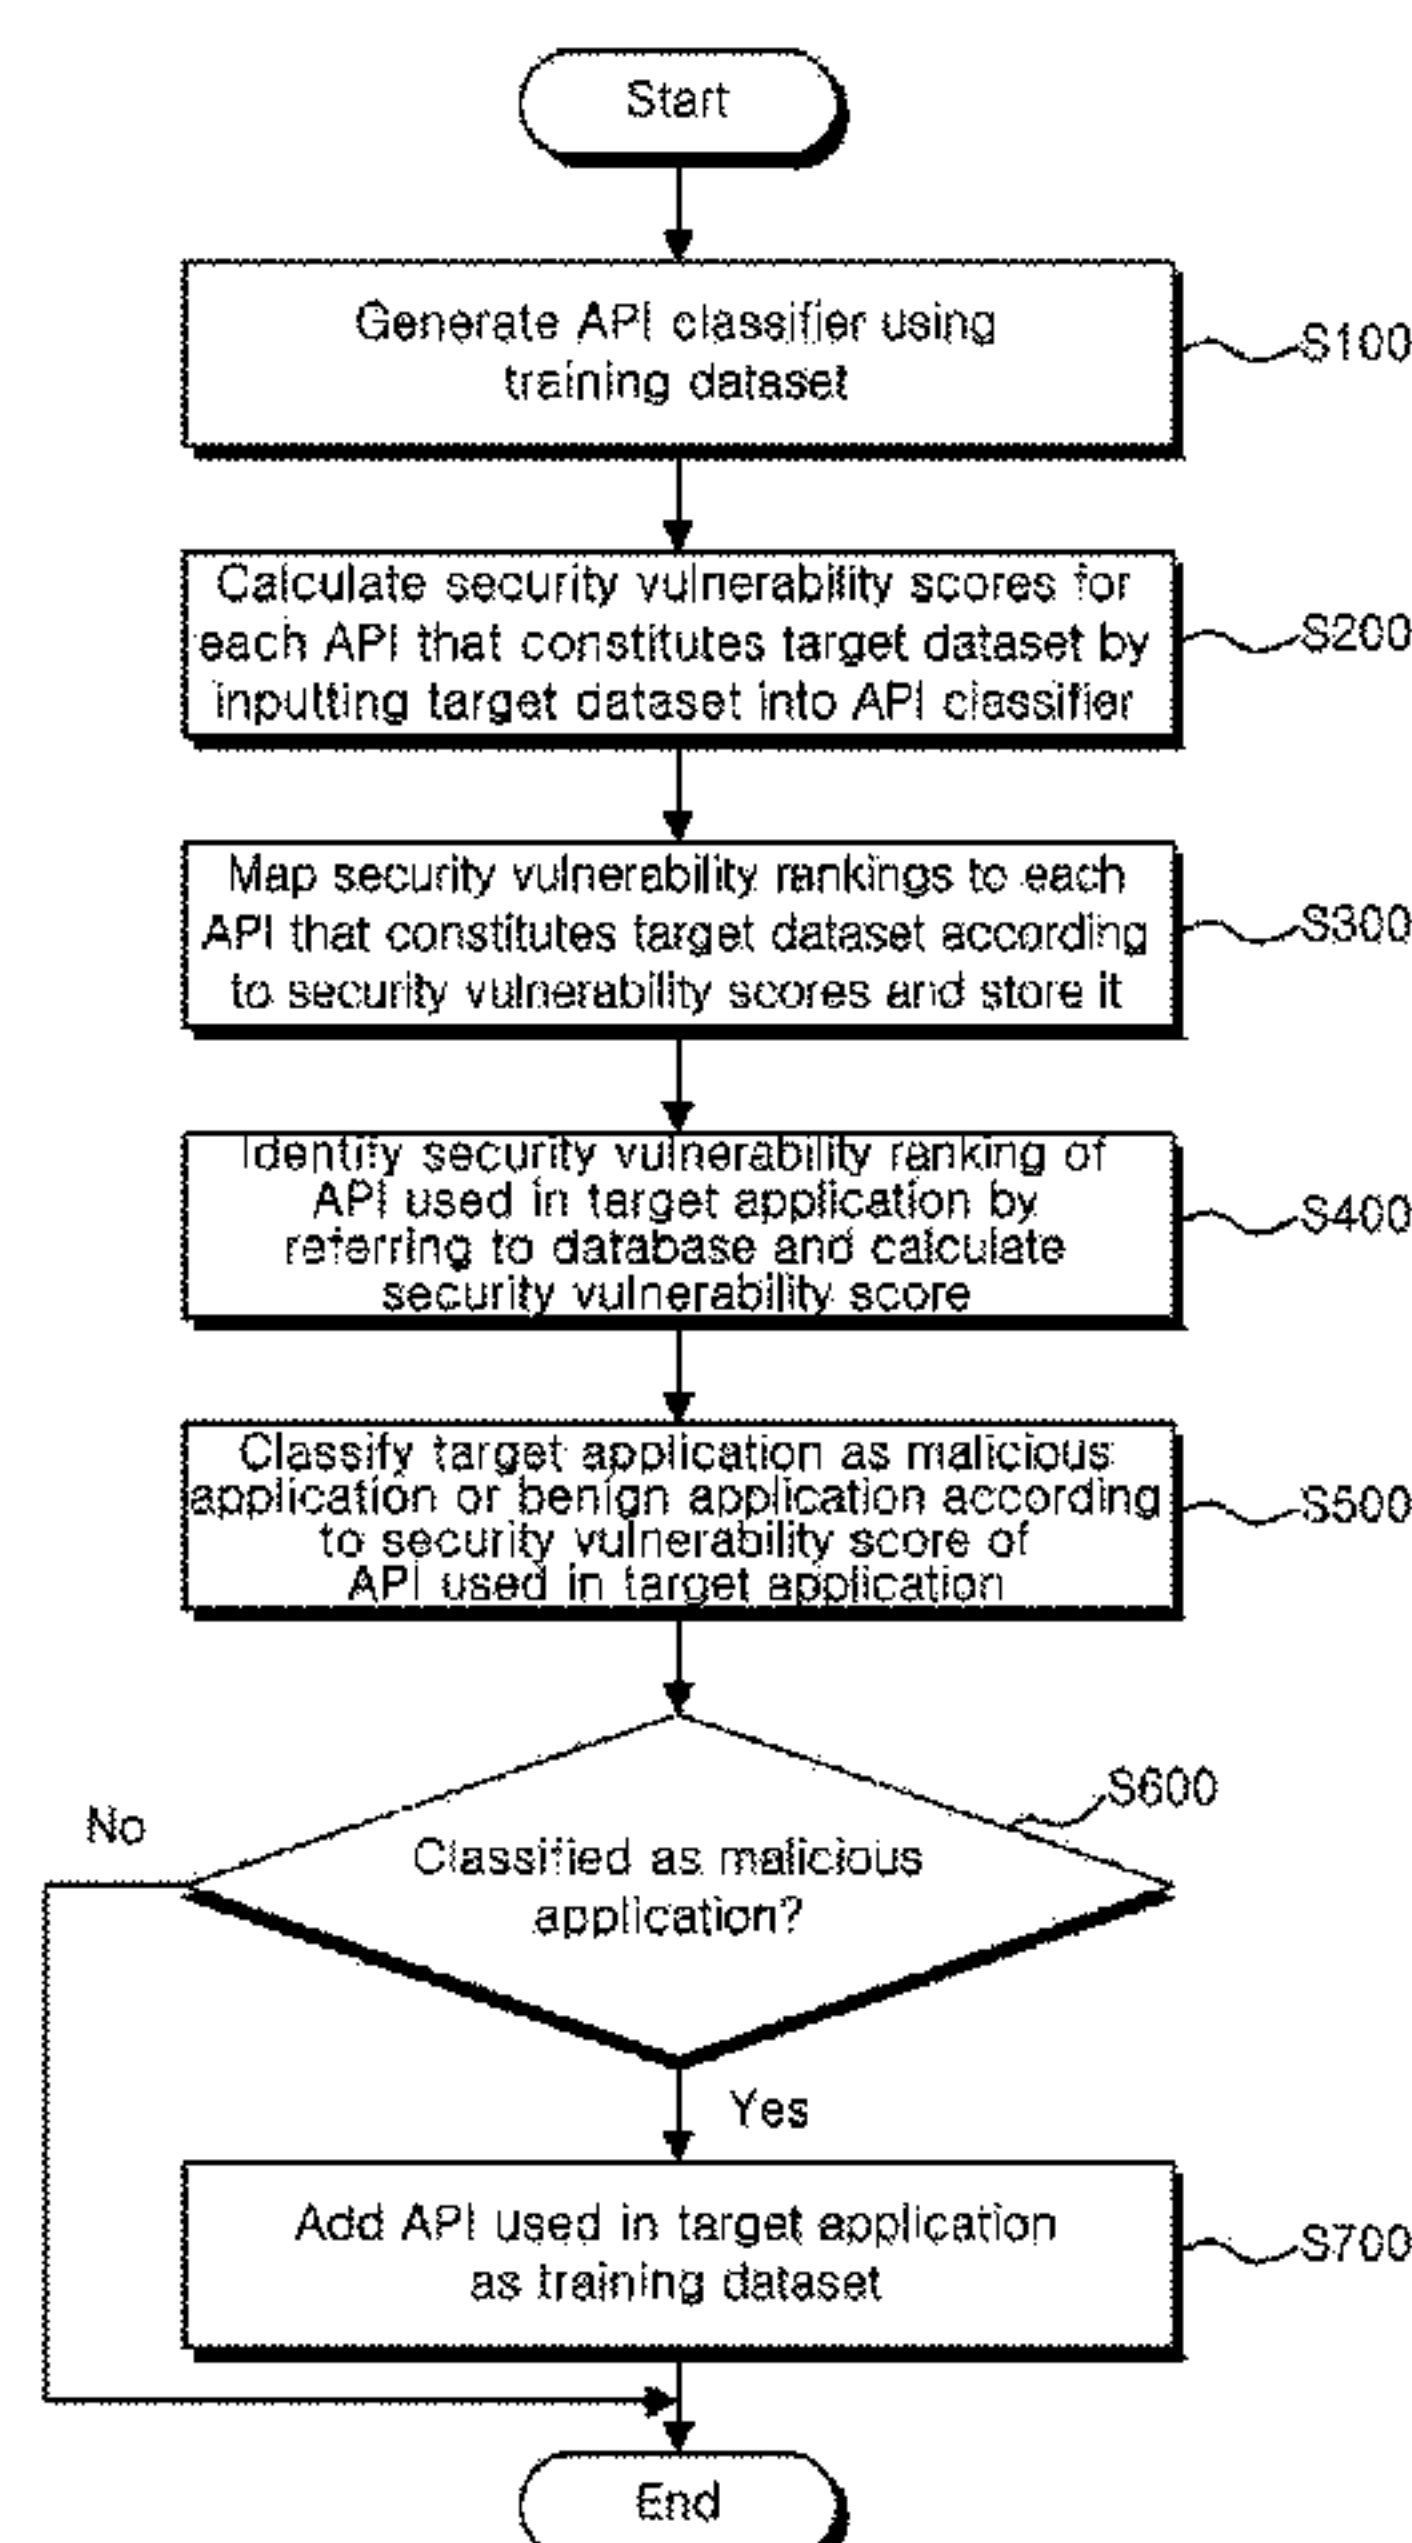 Start
Generate API classifier using
training dataset
S100
Calculate security vulnerability scores for
each API that constitutes target dataset by
inputting target dataset into API classifier
S200
Map security vulnerability rankings to each
API that constitutes target dataset according
to security vulnerability scores and store it
S300
Identify security vulnerability ranking of
API used in target application by
referring to database and calculate
security vulnerability score
S400
Classify target application as malicious
application or benign application according
to security vulnerability score of
API used in target application
S500
S600
No
Classified as malicious
application?
Yes
Add API used in target application
as training dataset
S700
End